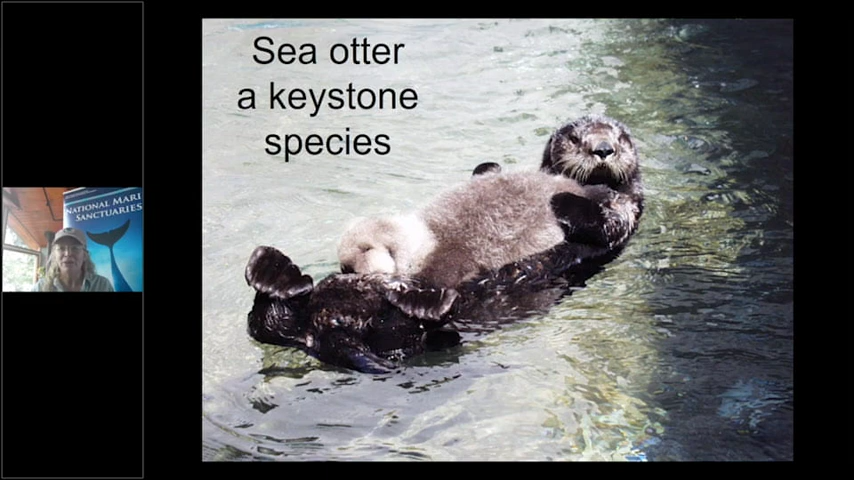 Sea otter
a keystone
species
NATIONAL MARI
SANCTUARIES